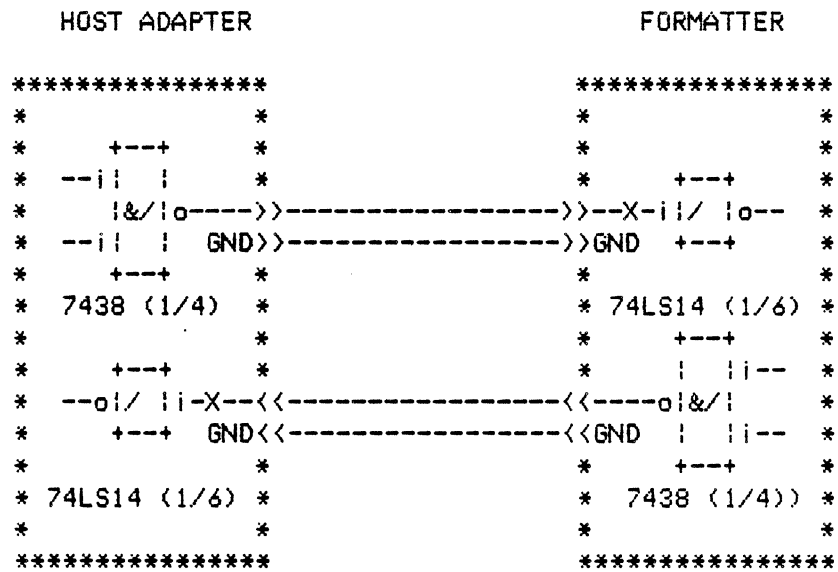 HOST ADAPTER                        FORMATTER

****************                    ****************
*              *                    *              *
*     +--+     *                    *              *
*  --i|  |     *                    *     +--+     *
*     |&/|o----->>----------------->>--X-i|/ |o--  *
*  --i|  |  GND>>------------------>>GND  +--+     *
*     +--+     *                    *              *
*  7438 (1/4)  *                    * 74LS14 (1/6) *
*              *                    *     +--+     *
*     +--+     *                    *     |  |i--  *
*  --o|/ |i-X--<<------------------<<----o|&/|     *
*     +--+  GND<<------------------<<GND  |  |i--  *
*              *                    *     +--+     *
* 74LS14 (1/6) *                    *  7438 (1/4)) *
*              *                    *              *
****************                    ****************